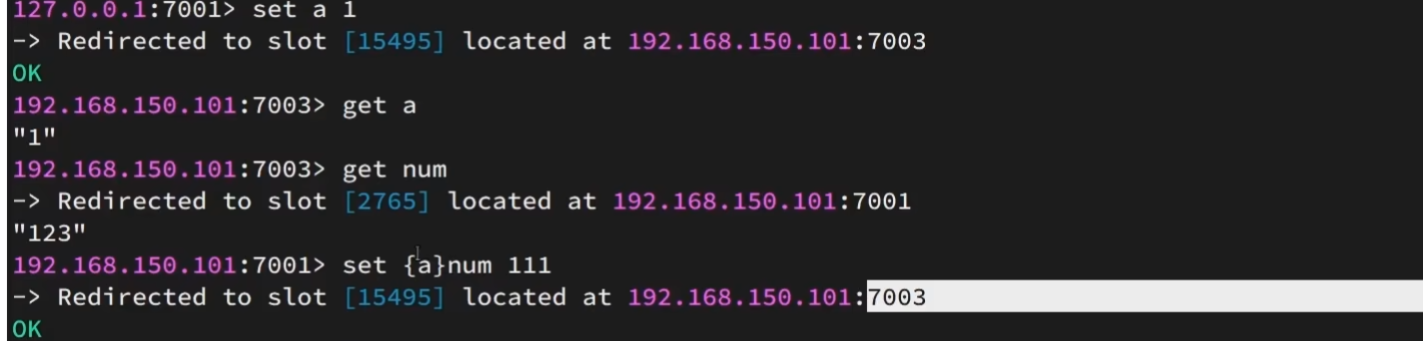 127.0.0.1:7001> set a 1
-> Redirected to slot [15495] located at 192.168.150.101:7003
OK
192.168.150.101:7003> get a
"1"
192.168.150.101:7003> get num
-> Redirected to slot [2765] located at 192.168.150.101:7001
"123"
192.168.150.101:7001> set {a}num 111
-> Redirected to slot [15495] located at 192.168.150.101:7003
OK